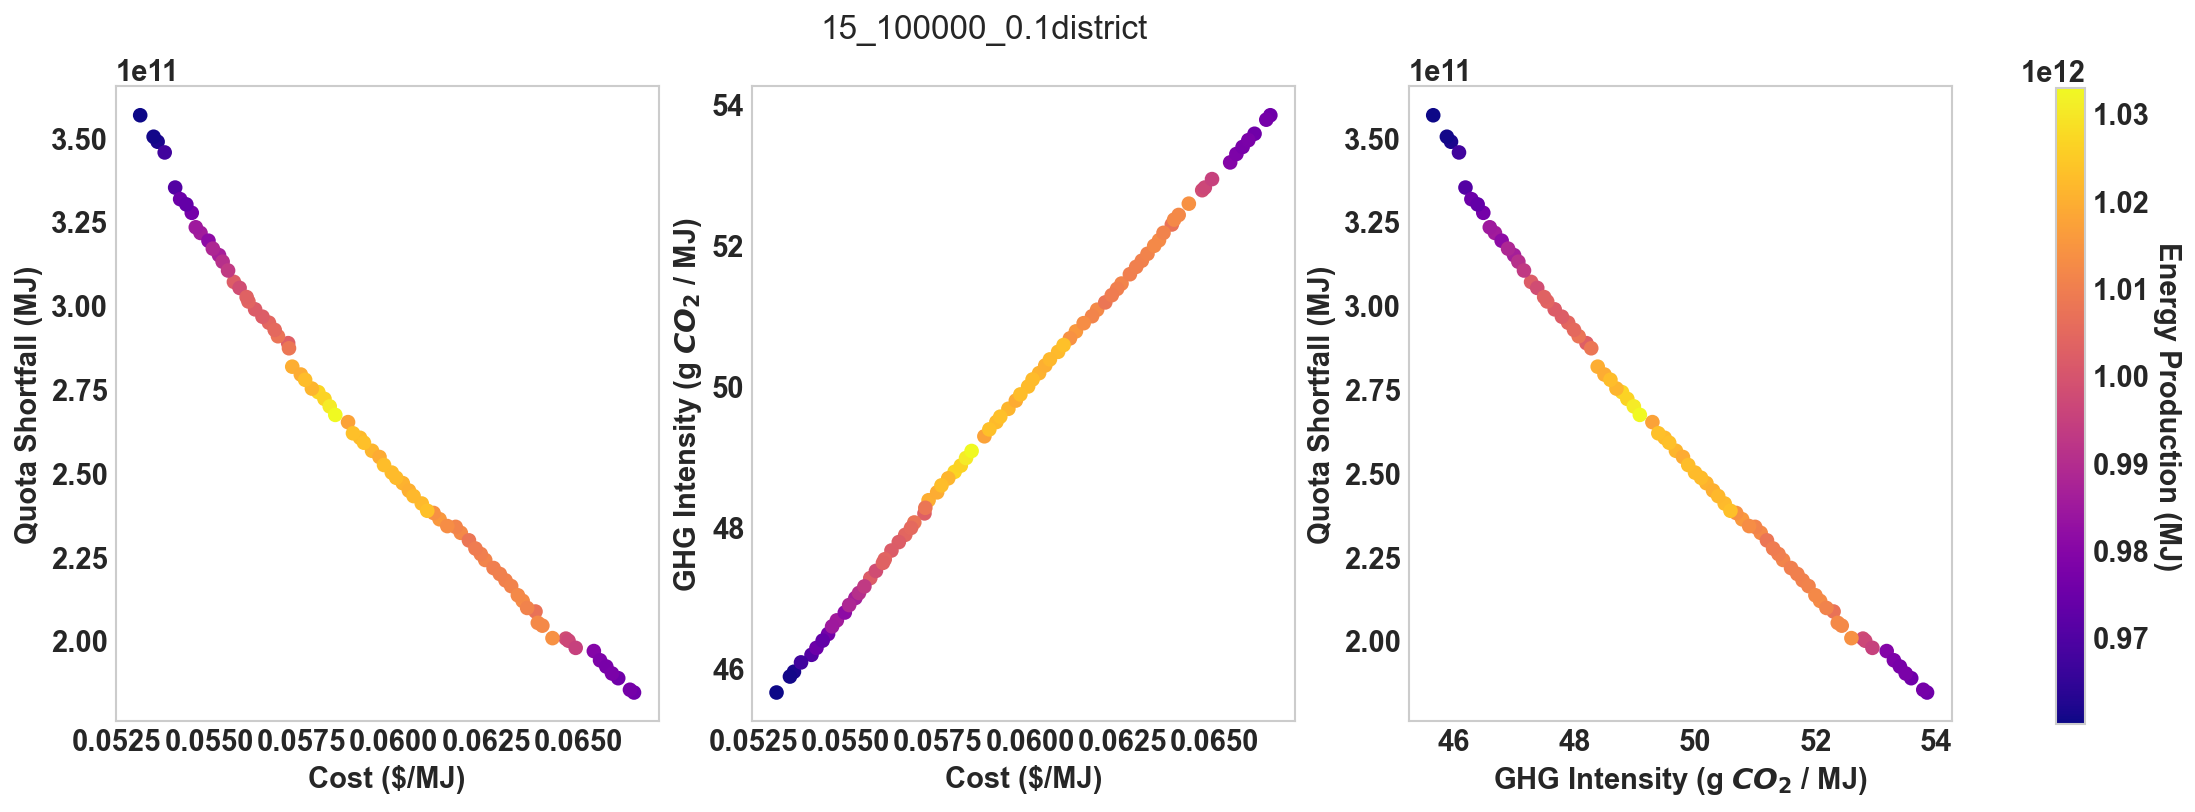 15_100000_0.1district
1e11
3.50
3.25
3.00
2.75
2.50
2.25
2.00
Quota Shortfall (MJ)
0.0525 0.0550 0.0575 0.0600 0.0625 0.0650
Cost ($/MJ)
54
52
50
48
46
GHG Intensity (g CO₂ / MJ)
0.0525 0.0550 0.0575 0.0600 0.0625 0.0650
Cost ($/MJ)
1e11
3.50
3.25
3.00
2.75
2.50
2.25
2.00
Quota Shortfall (MJ)
46 48 50 52 54
GHG Intensity (g CO₂ / MJ)
1e12
1.03
1.02
1.01
1.00
0.99
0.98
0.97
Energy Production (MJ)